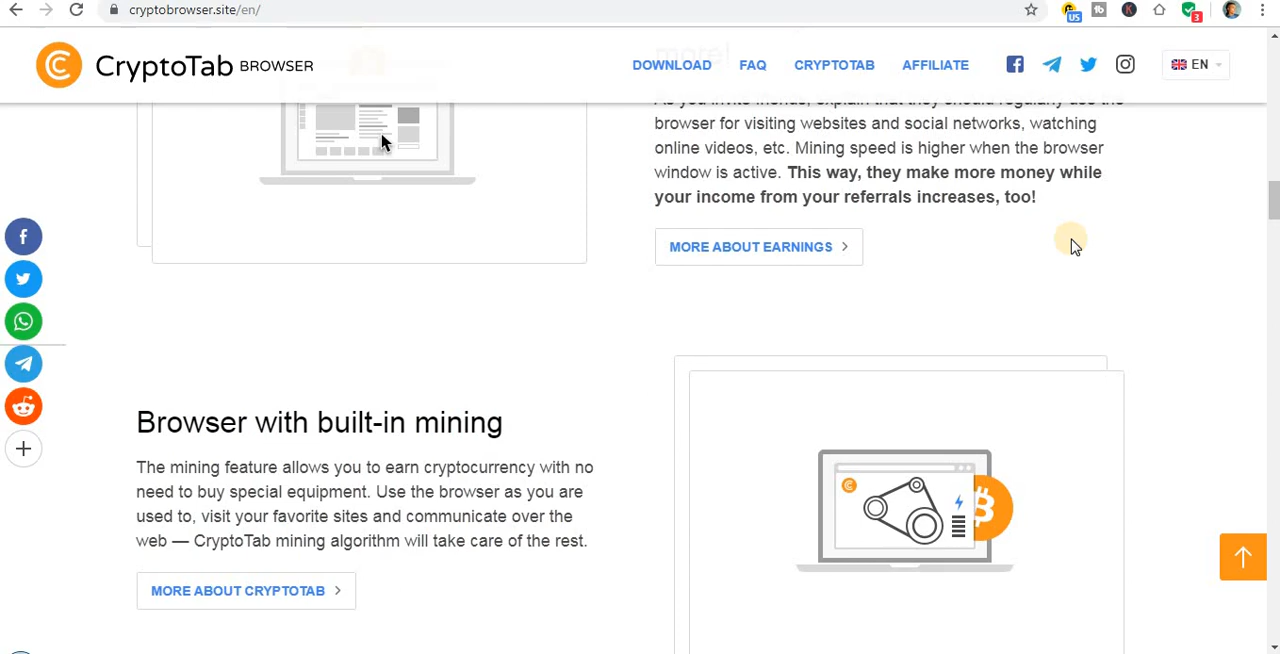 cryptobrowser.site/en/
US
3
CryptoTab BROWSER
DOWNLOAD
FAQ
CRYPTOTAB
AFFILIATE
EN
more!
As you invite friends, explain that they should regularly use the
browser for visiting websites and social networks, watching
online videos, etc. Mining speed is higher when the browser
window is active. This way, they make more money while
your income from your referrals increases, too!
MORE ABOUT EARNINGS
Browser with built-in mining
The mining feature allows you to earn cryptocurrency with no
need to buy special equipment. Use the browser as you are
used to, visit your favorite sites and communicate over the
web — CryptoTab mining algorithm will take care of the rest.
MORE ABOUT CRYPTOTAB